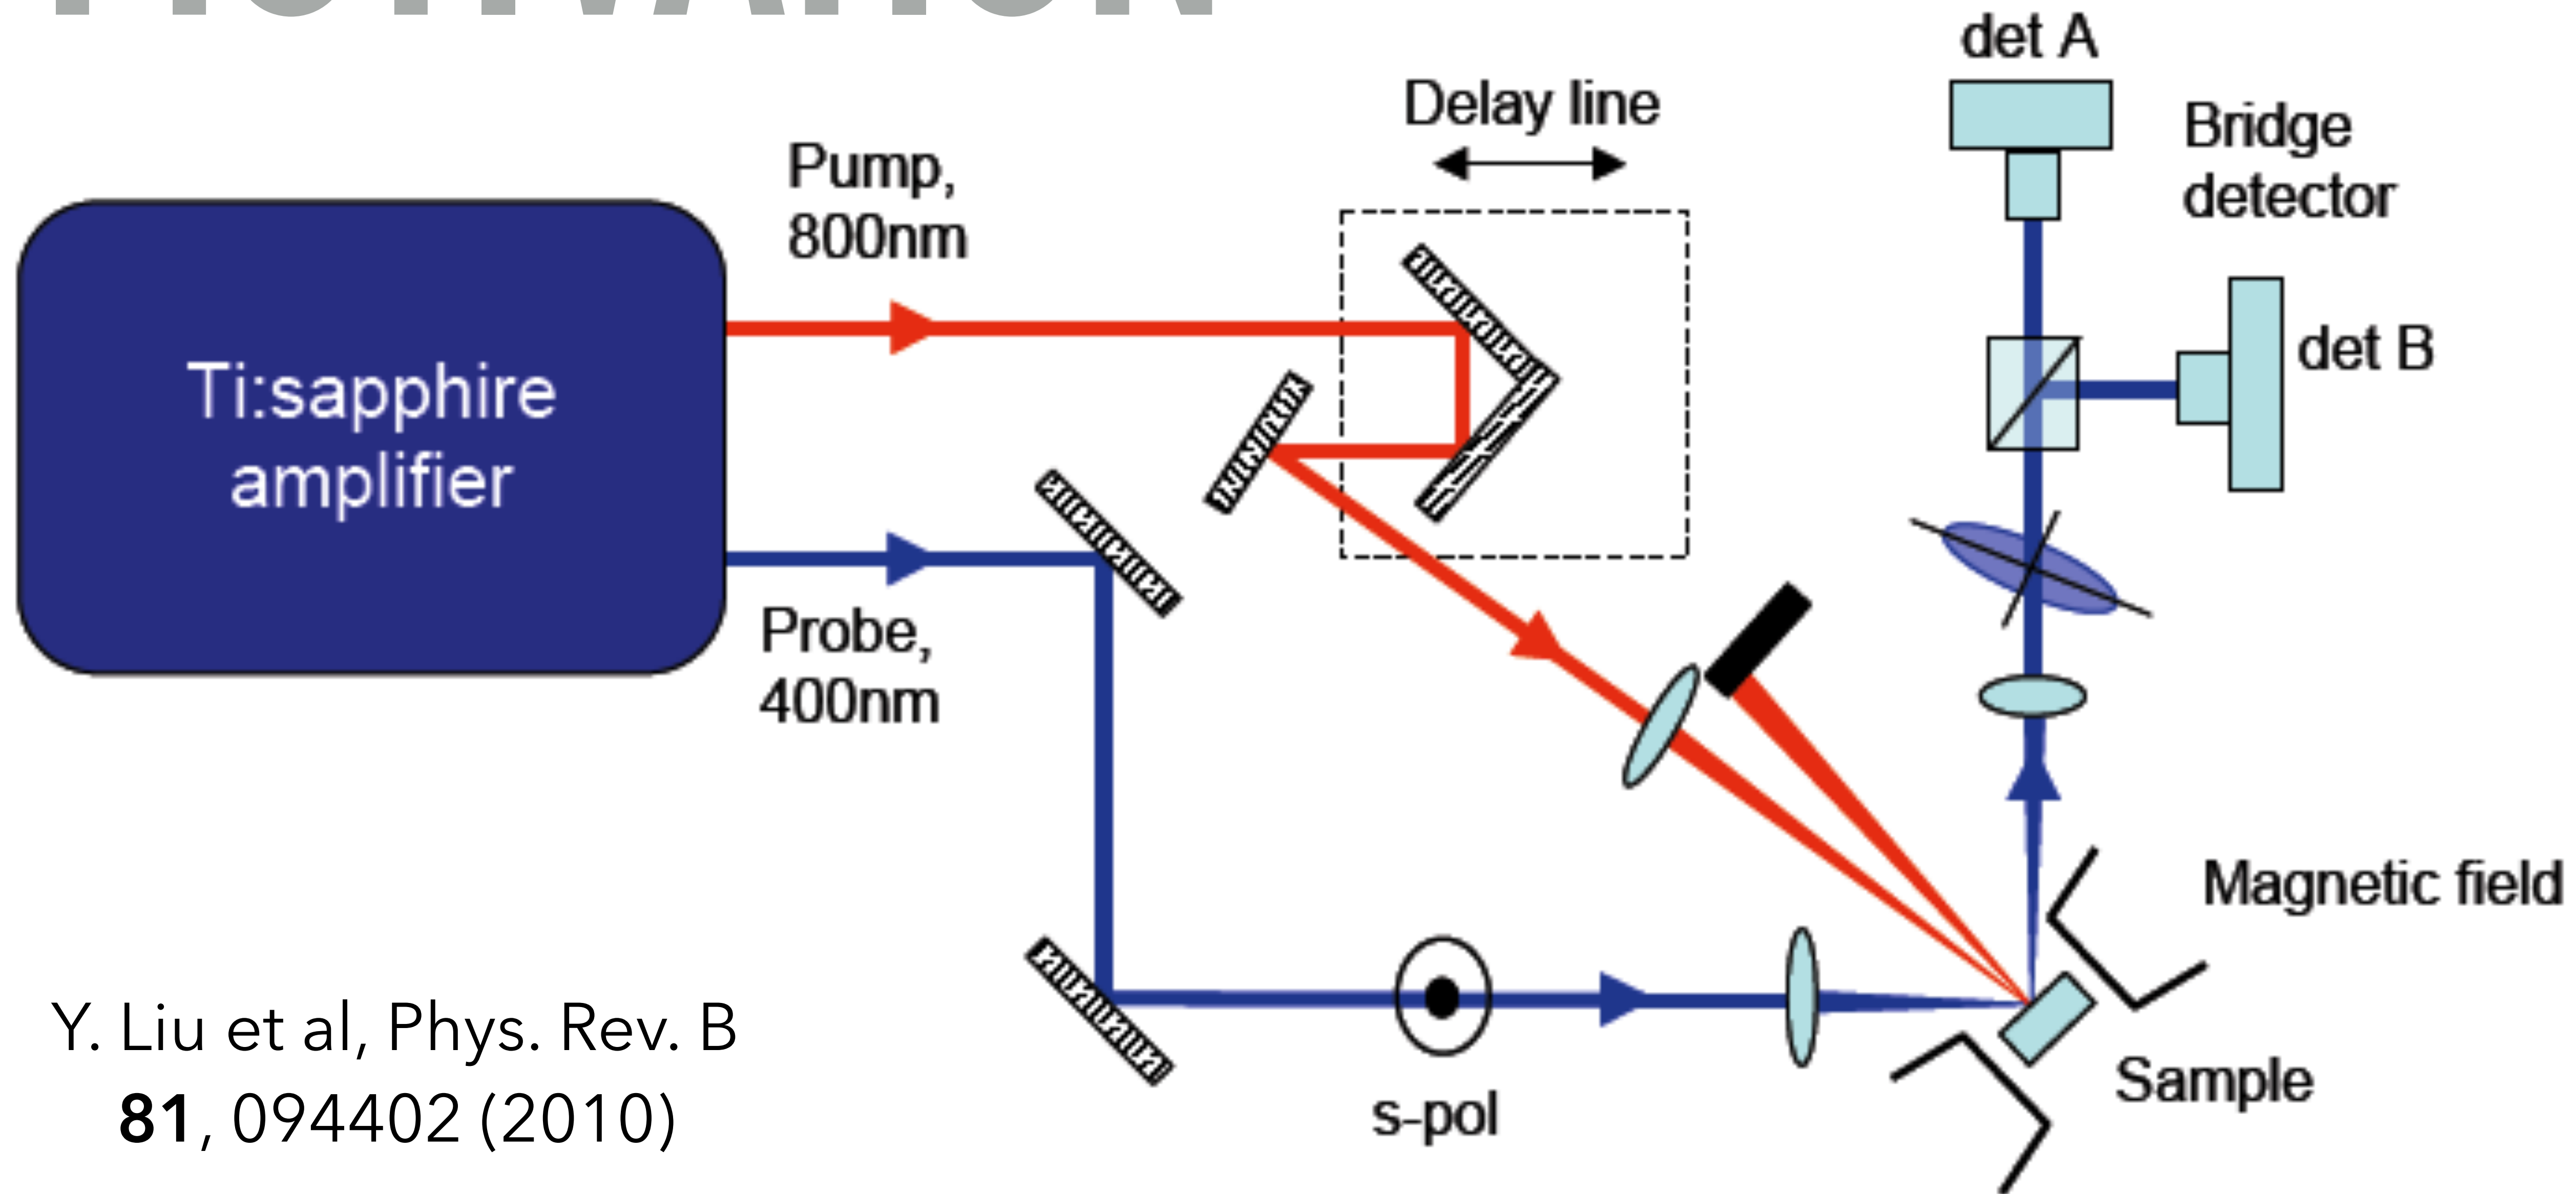 MOTIVATION
det A
Delay line
Bridge
detector
Pump,
800nm
det B
Ti:sapphire
amplifier
Probe,
400nm
Magnetic field
Y. Liu et al, Phys. Rev. B
81, 094402 (2010)
s-pol
Sample